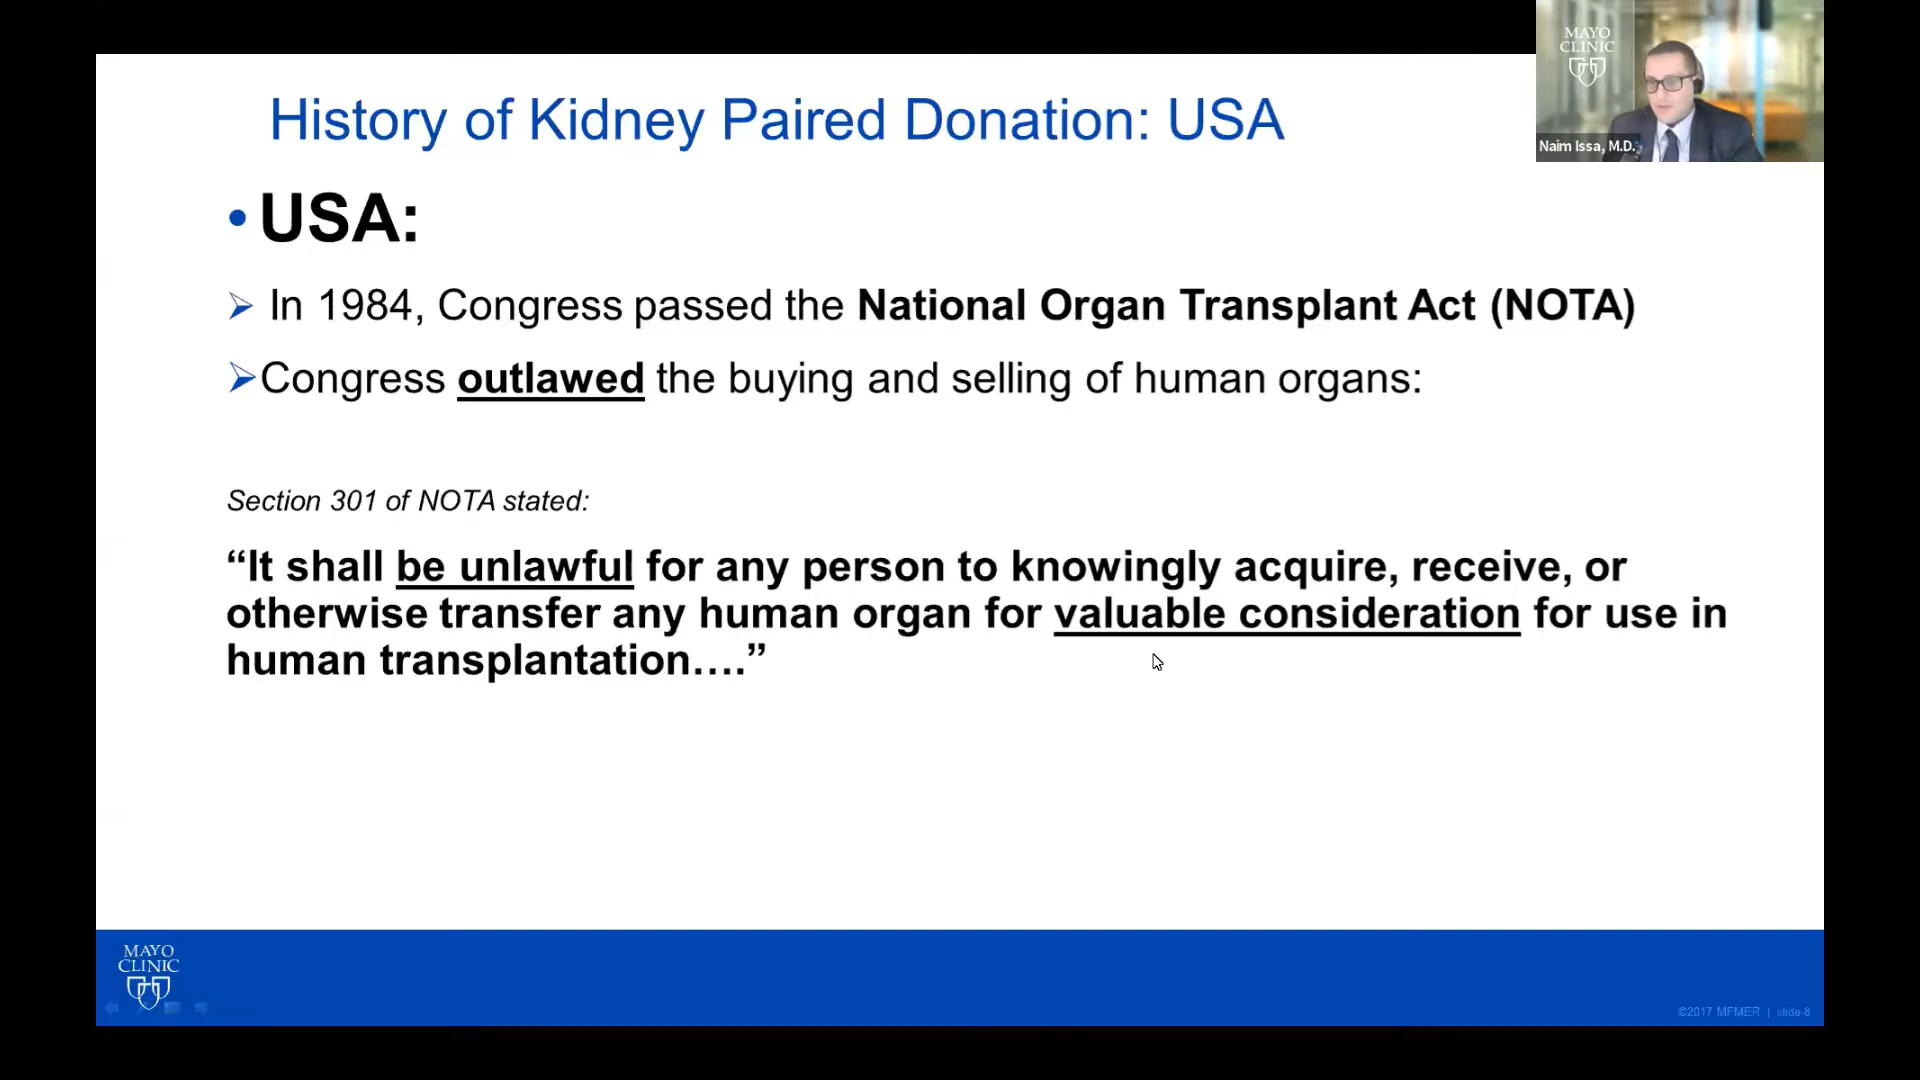 MAYO
CLINIC
Naim Issa, M.D.
History of Kidney Paired Donation: USA
• USA:
➢ In 1984, Congress passed the National Organ Transplant Act (NOTA)
➢Congress outlawed the buying and selling of human organs:
Section 301 of NOTA stated:
“It shall be unlawful for any person to knowingly acquire, receive, or
otherwise transfer any human organ for valuable consideration for use in
human transplantation….”
MAYO
CLINIC
©2017 MFMER | slide-8